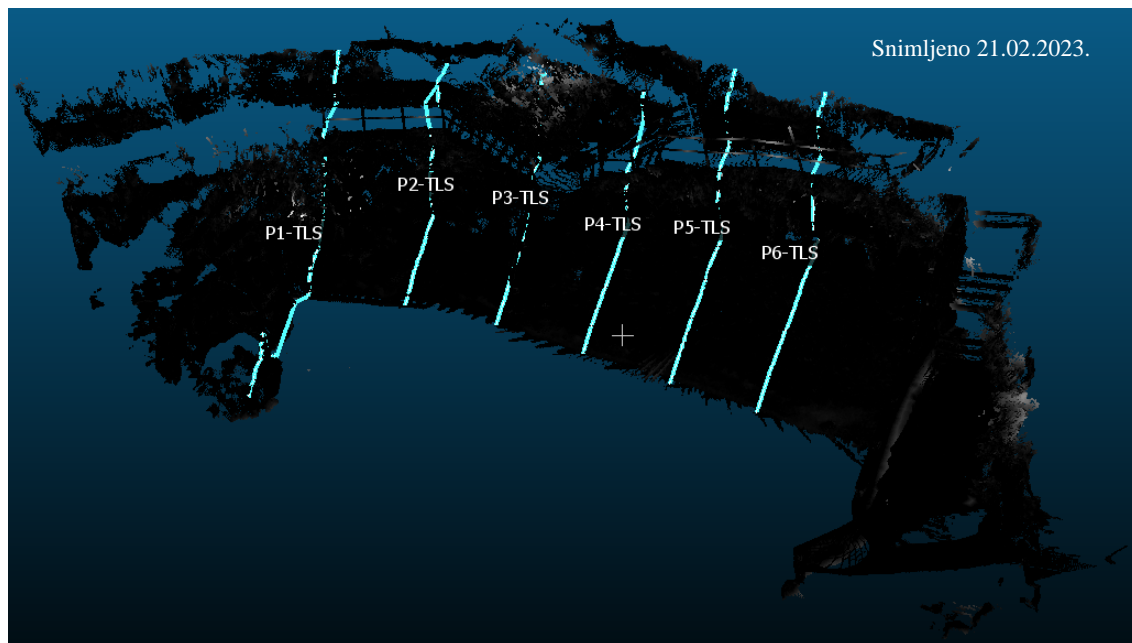 Snimljeno 21.02.2023.
P1-TLS
P2-TLS
P3-TLS
P4-TLS
P5-TLS
P6-TLS